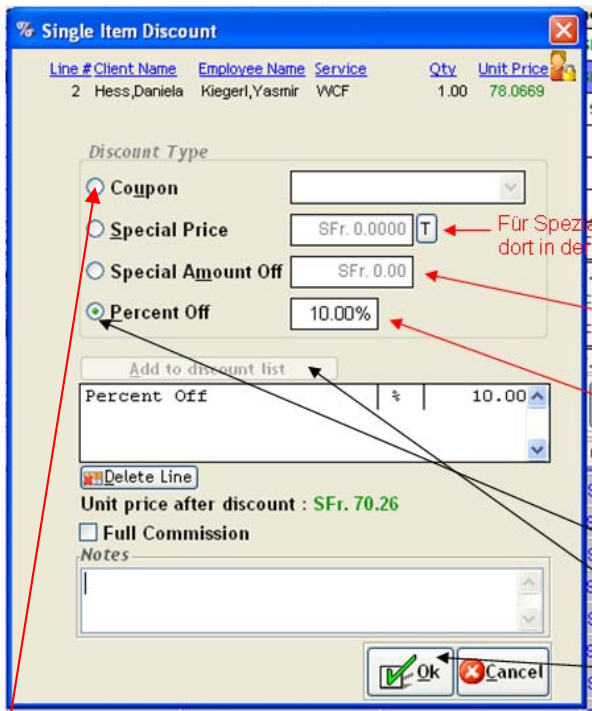 Single Item Discount
Line # Client Name Employee Name Service Qty Unit Price
2 Hess,Daniela Kiegerl,Yasmir WCF 1.00 78.0669
Discount Type
Coupon
Special Price SFr. 0.0000 T Für Spezia
dort in def
Special Amount Off SFr. 0.00
Percent Off 10.00%
Add to discount list
Percent Off % 10.00
Delete Line
Unit price after discount : SFr. 70.26
Full Commission
Notes
Ok Cancel